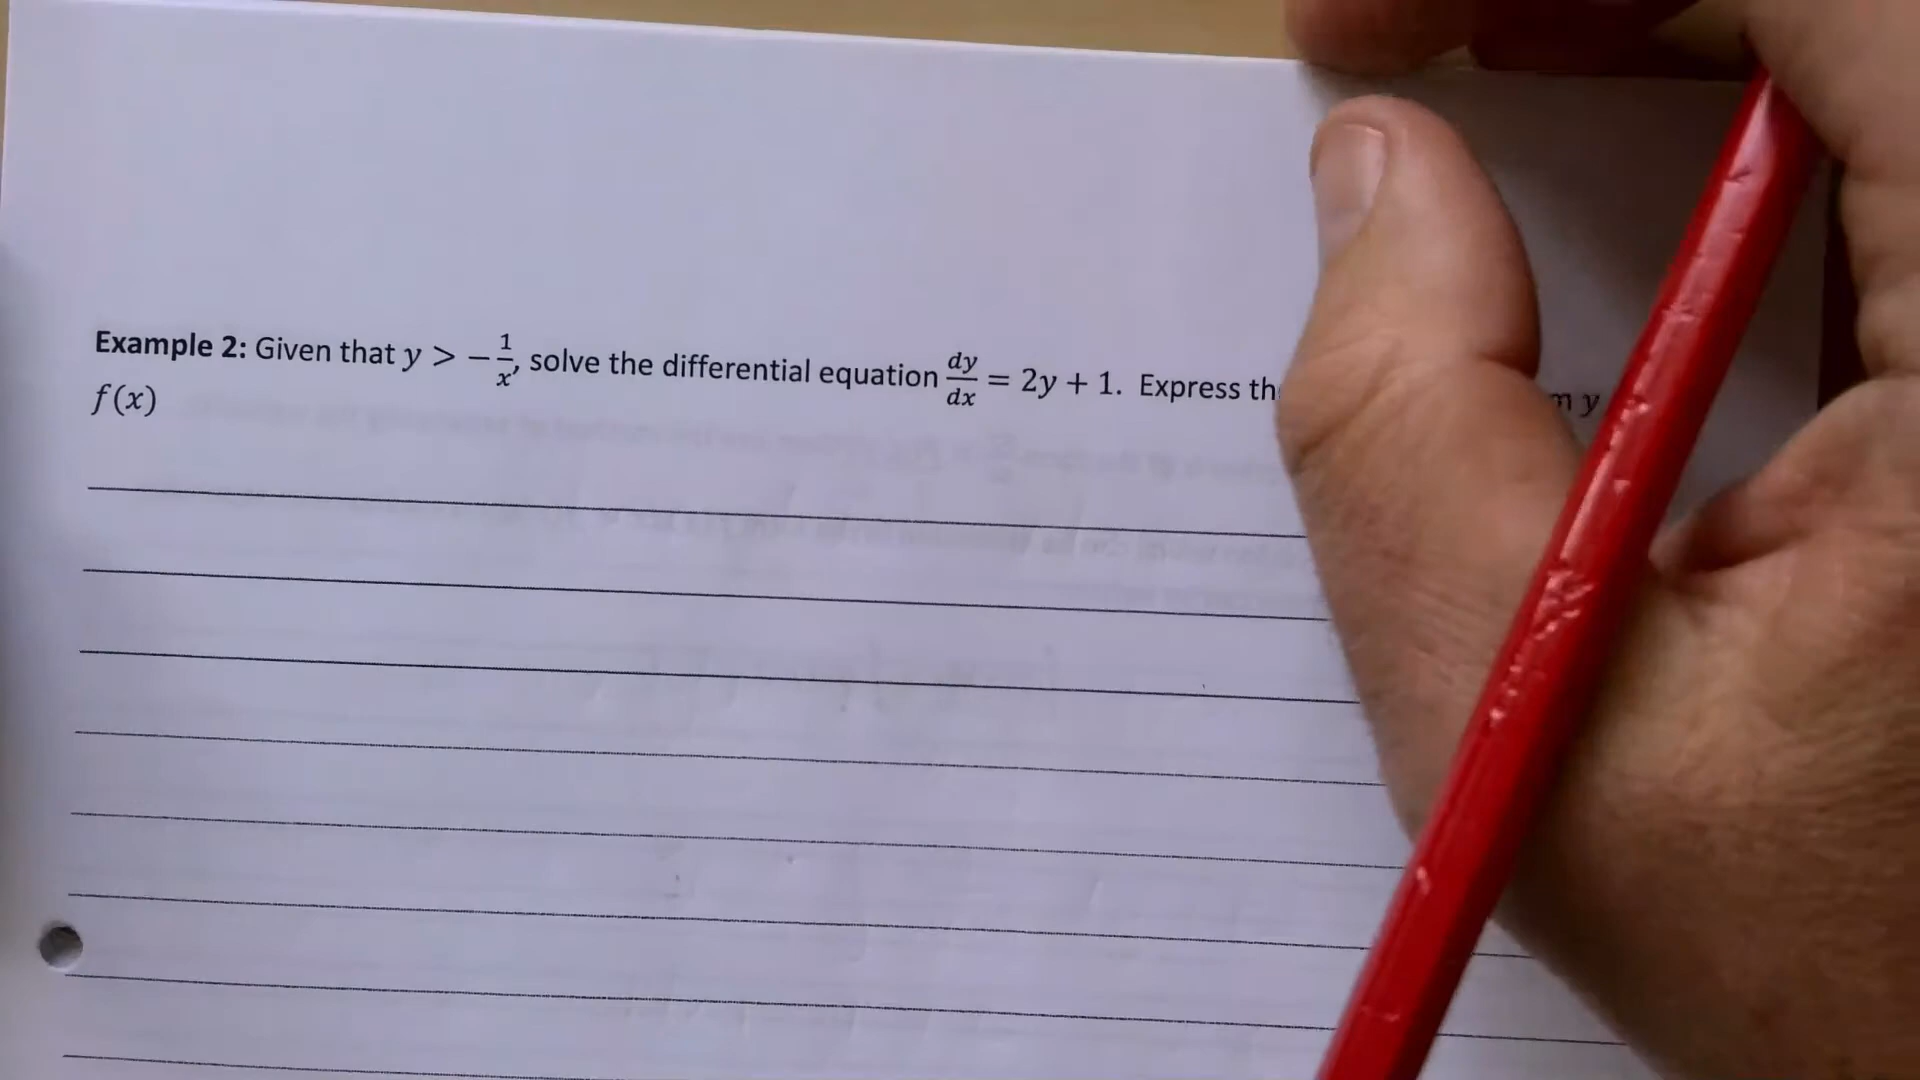 Example 2: Given that y > −1/x, solve the differential equation dy/dx = 2y + 1. Express th m y
f(x)